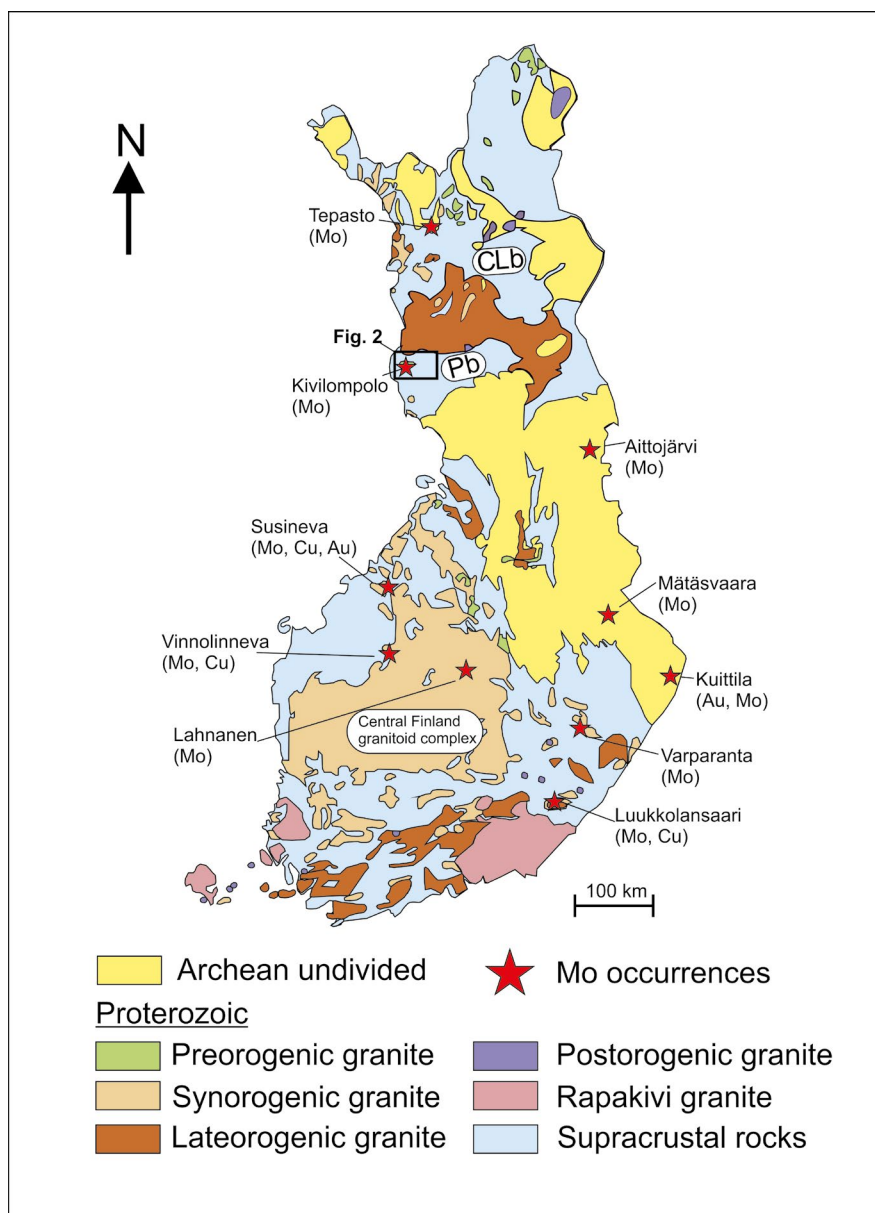 N
Tepasto
(Mo)
CLb
Fig. 2
Pb
Kivilompolo
(Mo)
Aittojärvi
(Mo)
Susineva
(Mo, Cu, Au)
Mätäsvaara
(Mo)
Vinnolinneva
(Mo, Cu)
Kuittila
(Au, Mo)
Lahnanen
(Mo)
Central Finland
granitoid complex
Varparanta
(Mo)
Luukkolansaari
(Mo, Cu)
100 km
Archean undivided
Mo occurrences
Proterozoic
Preorogenic granite
Postorogenic granite
Synorogenic granite
Rapakivi granite
Lateorogenic granite
Supracrustal rocks